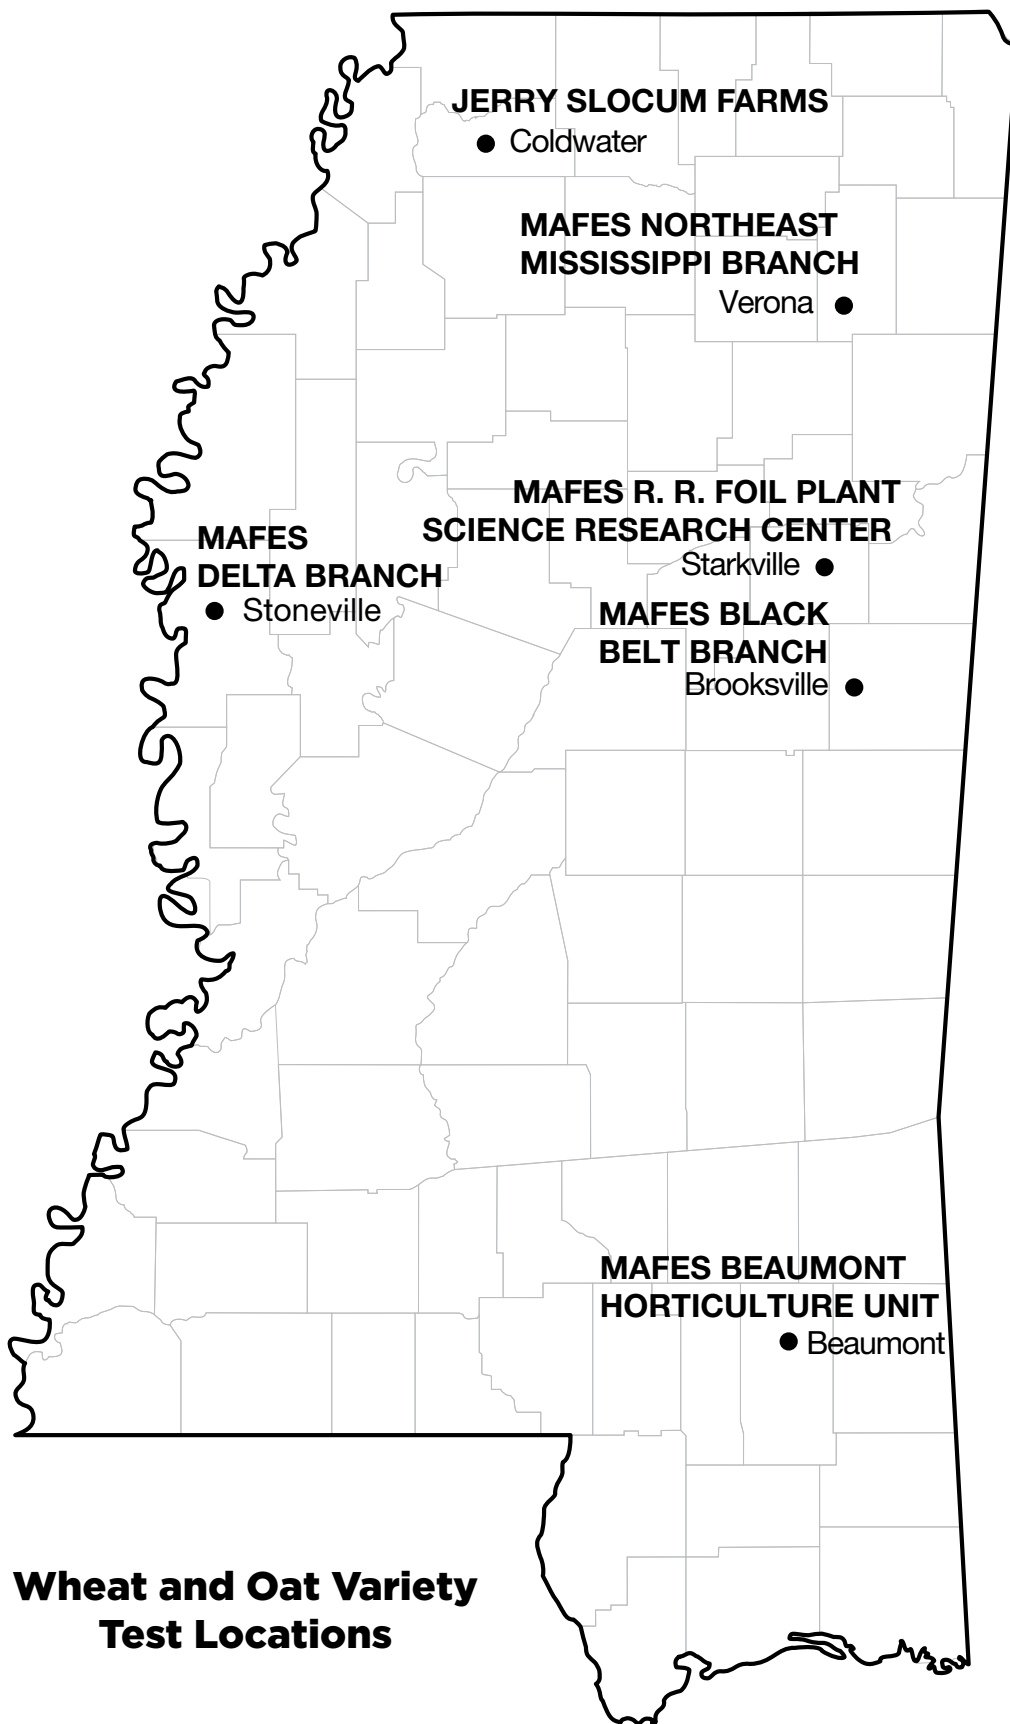 JERRY SLOCUM FARMS
Coldwater
MAFES NORTHEAST
MISSISSIPPI BRANCH
Verona
MAFES R. R. FOIL PLANT
SCIENCE RESEARCH CENTER
Starkville
MAFES
DELTA BRANCH
Stoneville
MAFES BLACK
BELT BRANCH
Brooksville
MAFES BEAUMONT
HORTICULTURE UNIT
Beaumont
Wheat and Oat Variety
Test Locations